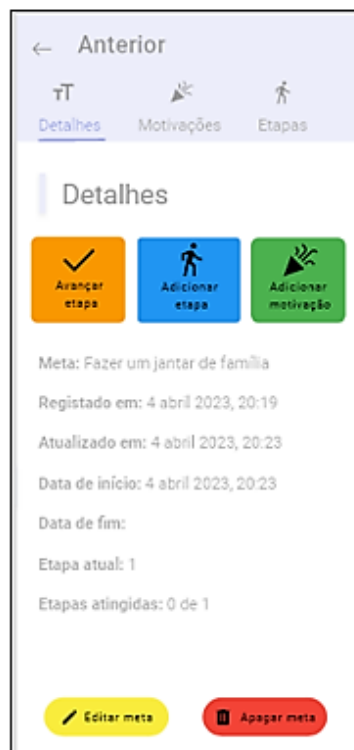 ← Anterior
тT
Detalhes Motivações Etapas
Detalhes
Avançar Adicionar Adicionar
etapa etapa motivação
Meta: Fazer um jantar de família
Registado em: 4 abril 2023, 20:19
Atualizado em: 4 abril 2023, 20:23
Data de início: 4 abril 2023, 20:23
Data de fim:
Etapa atual: 1
Etapas atingidas: 0 de 1
Editar meta Apagar meta